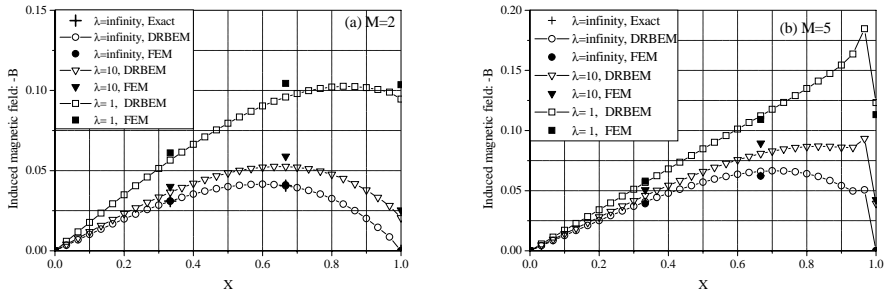 (a) M=2
λ=infinity, Exact
λ=infinity, DRBEM
λ=infinity, FEM
λ=10, DRBEM
λ=10, FEM
λ= 1, DRBEM
λ= 1, FEM
Induced magnetic field: -B
0.15
0.10
0.05
0.00
0.0 0.2 0.4 0.6 0.8 1.0
X
(b) M=5
λ=infinity, Exact
λ=infinity, DRBEM
λ=infinity, FEM
λ=10, DRBEM
λ=10, FEM
λ= 1, DRBEM
λ= 1, FEM
Induced magnetic field: -B
0.20
0.15
0.10
0.05
0.00
0.0 0.2 0.4 0.6 0.8 1.0
X